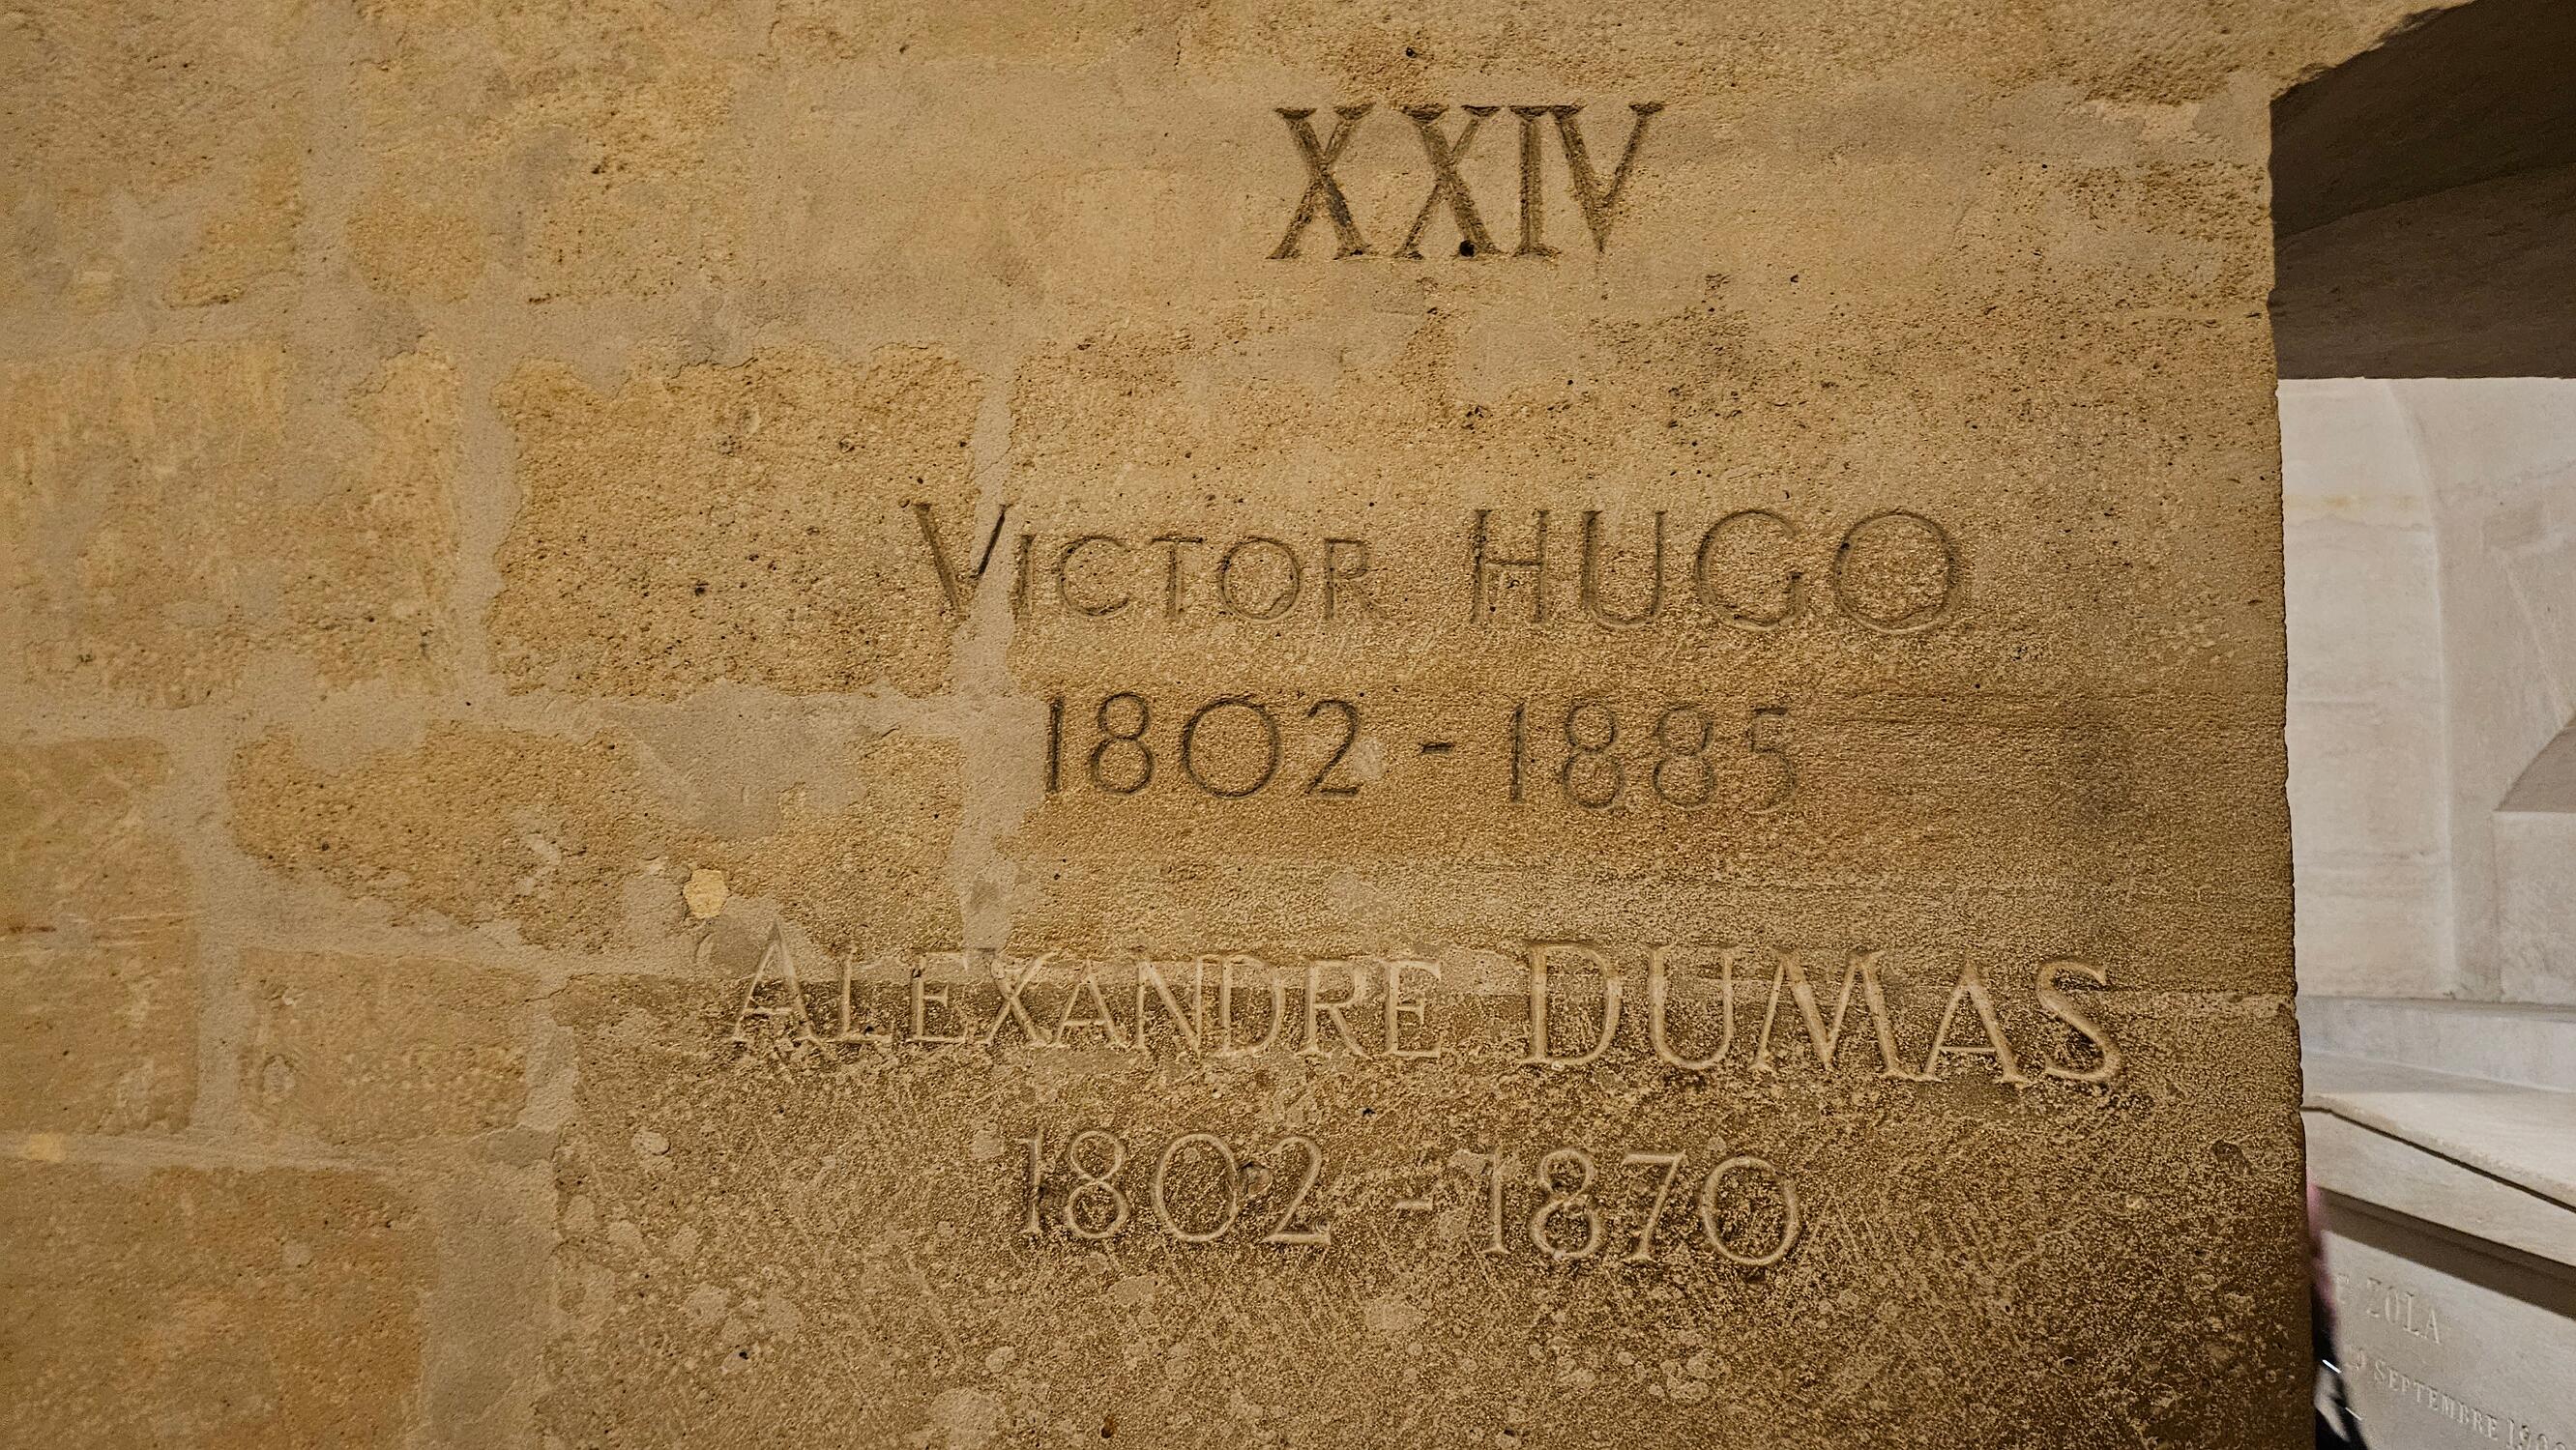 XXIV
VICTOR HUGO
1802 - 1885
ALEXANDRE DUMAS
1802 - 1870
ZOLA
SEPTEMBRE